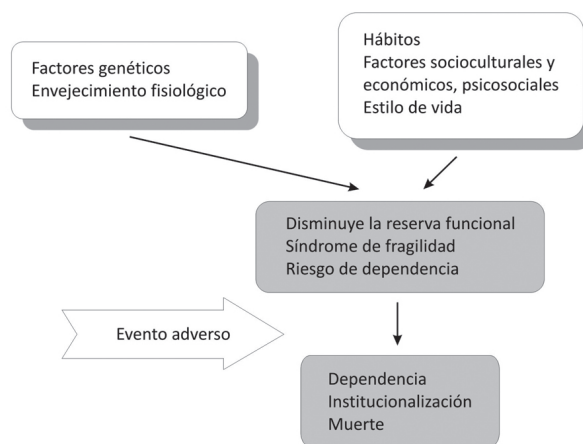 Factores genéticos
Envejecimiento fisiológico
Hábitos
Factores socioculturales y
económicos, psicosociales
Estilo de vida
Disminuye la reserva funcional
Síndrome de fragilidad
Riesgo de dependencia
Evento adverso
Dependencia
Institucionalización
Muerte